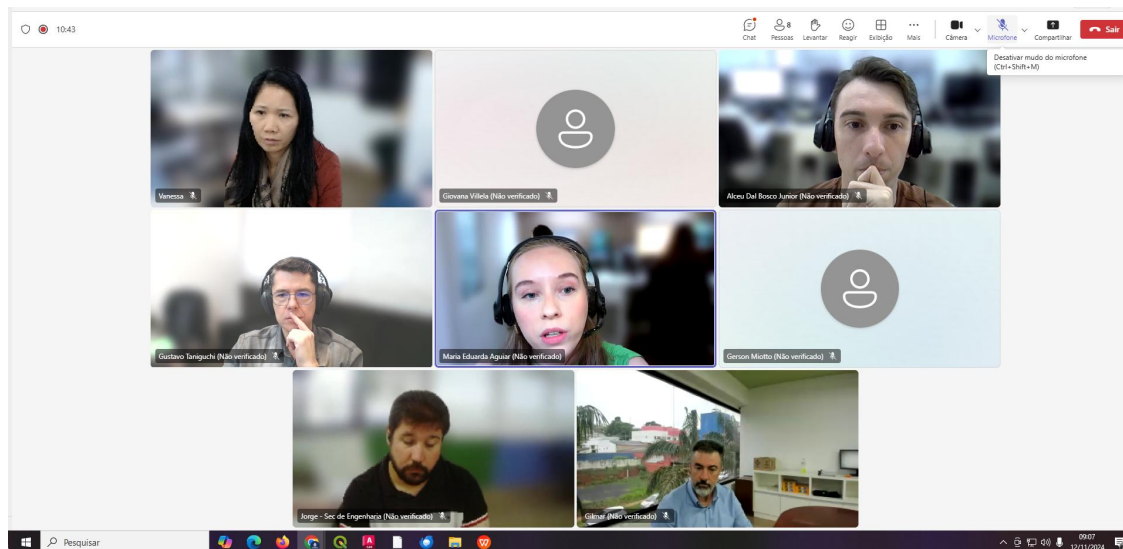 10:43
Chat
8
Pessoas
Levantar
Reagir
Exibição
Mais
Câmera
Microfone
Compartilhar
Sair
Desativar mudo do microfone
(Ctrl+Shift+M)
Vanessa
Giovana Villela (Não verificado)
Alceu Dal Bosco Junior (Não verificado)
Gustavo Taniguchi (Não verificado)
Maria Eduarda Aguiar (Não verificado)
Gerson Miotto (Não verificado)
Jorge - Sec de Engenharia (Não verificado)
Gilmar (Não verificado)
Pesquisar
09:07
12/11/2024